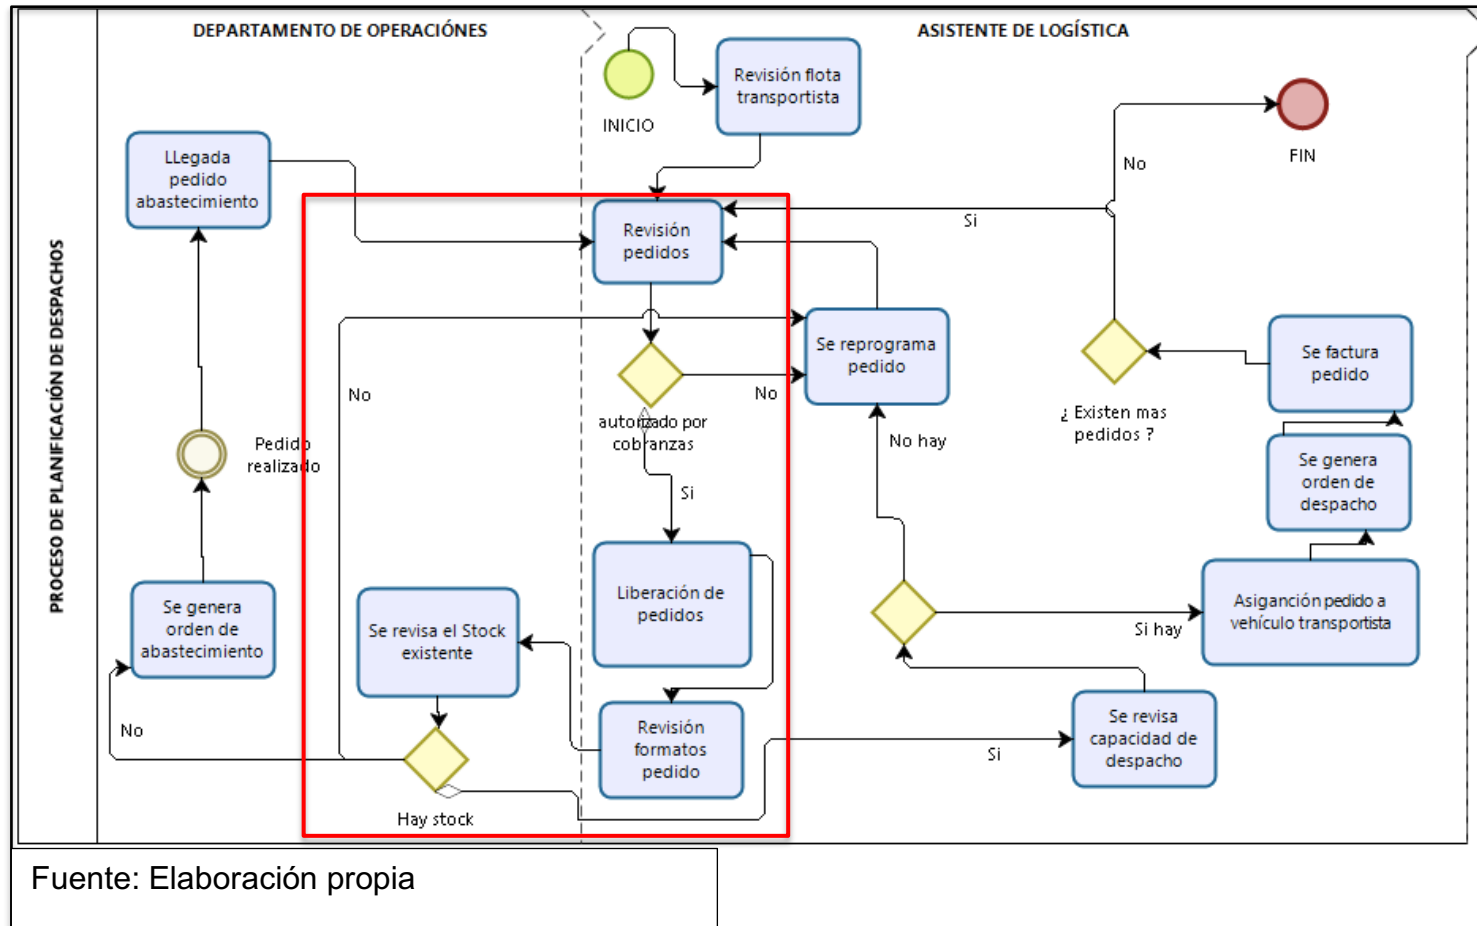 PROCESO DE PLANIFICACIÓN DE DESPACHOS
DEPARTAMENTO DE OPERACIÓNES
ASISTENTE DE LOGÍSTICA
INICIO
Revisión flota
transportista
FIN
No
LLegada
pedido
abastecimiento
Revisión
pedidos
Si
Se reprograma
pedido
Se factura
pedido
No
No
autorizado por
cobranzas
¿ Existen mas
pedidos ?
No hay
Pedido
realizado
Si
Se genera
orden de
despacho
Se genera
orden de
abastecimiento
Se revisa el Stock
existente
Liberación de
pedidos
Asigancińón pedido a
vehículo transportista
Si hay
No
Revisión
formatos
pedido
Se revisa
capacidad de
despacho
Si
Hay stock
Fuente: Elaboración propia